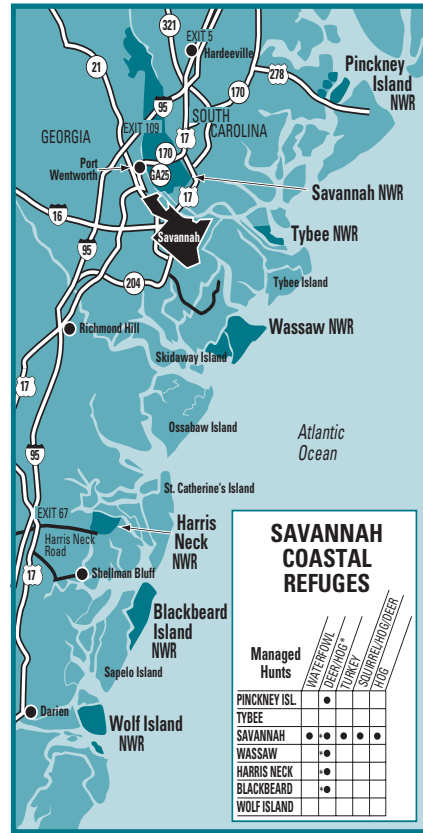 321
EXIT 5
Hardeeville
21
278
Pinckney
Island
NWR
170
95
17
SOUTH
CAROLINA
EXIT 109
GEORGIA
170
Port
Wentworth
GA25
Savannah NWR
17
16
Savannah
Tybee NWR
95
204
Tybee Island
Richmond Hill
Wassaw NWR
Skidaway Island
17
Ossabaw Island
Atlantic
Ocean
95
St. Catherine's Island
EXIT 67
Harris Neck
Road
Harris
Neck
NWR
17
Shellman Bluff
Blackbeard
Island
NWR
Sapelo Island
Darien
Wolf Island
NWR
SAVANNAH
COASTAL
REFUGES
Managed
Hunts
WATERFOWL
DEER/HOG *
TURKEY
SQUIRREL/HOG/DEER
HOG
PINCKNEY ISL. ●
TYBEE
SAVANNAH ● *● ● ● ●
WASSAW *●
HARRIS NECK *●
BLACKBEARD *●
WOLF ISLAND